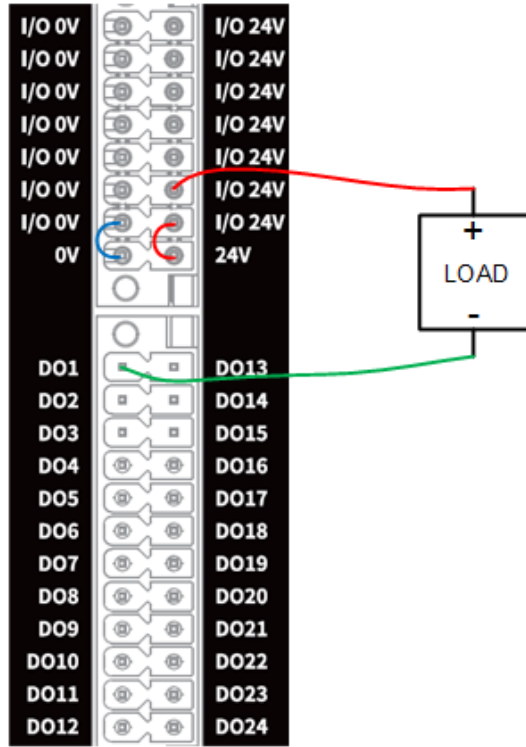 I/O 0V I/O 24V
I/O 0V I/O 24V
I/O 0V I/O 24V
I/O 0V I/O 24V
I/O 0V I/O 24V
I/O 0V I/O 24V
I/O 0V I/O 24V
0V 24V
+
LOAD
-
DO1 DO13
DO2 DO14
DO3 DO15
DO4 DO16
DO5 DO17
DO6 DO18
DO7 DO19
DO8 DO20
DO9 DO21
DO10 DO22
DO11 DO23
DO12 DO24